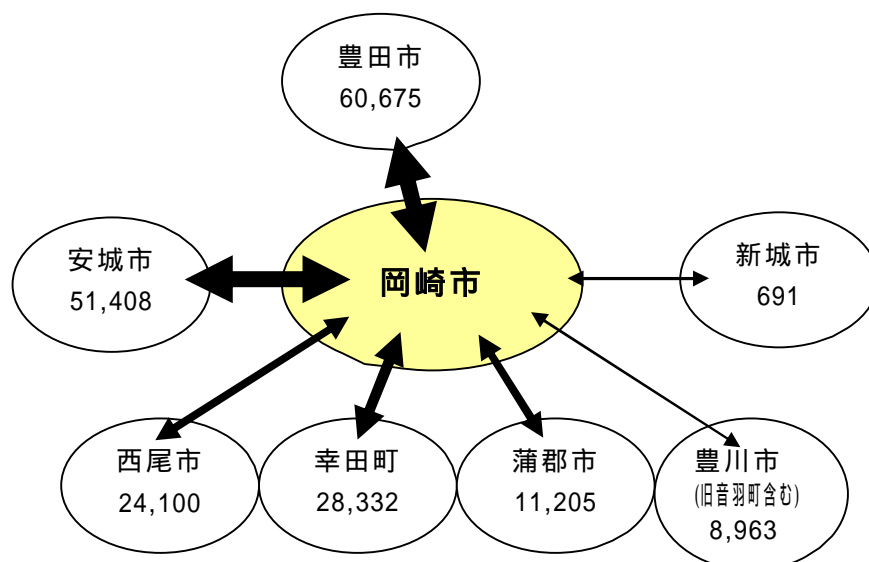 豊田市
60,675
安城市
51,408
岡崎市
新城市
691
西尾市
24,100
幸田町
28,332
蒲郡市
11,205
豊川市
(旧音羽町含む)
8,963